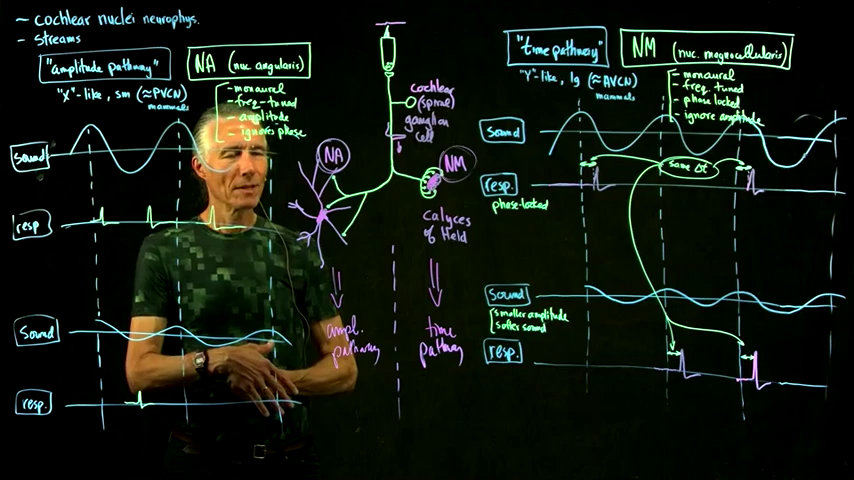 ~ cochlear nuclei neurophys.
- streams
"amplitude pathway"
"X"-like, sm (≈PVCN)
mammals
NA (nuc. angularis)
- monaural
- freq-tuned
- amplitude
- ignores phase
Sound
resp
Sound
resp.
cochlear
(spiral)
ganglion
cell
NA
NM
calyces
of Held
ampl.
pathway
time
pathway
"time pathway"
"Y"-like, lg (≈AVCN)
mammals
NM (nuc. magnocellularis)
- monaural
- freq. tuned
- phase locked
- ignore amplitude
Sound
resp.
phase-locked
same Δt
Sound
smaller amplitude
softer sound
resp.